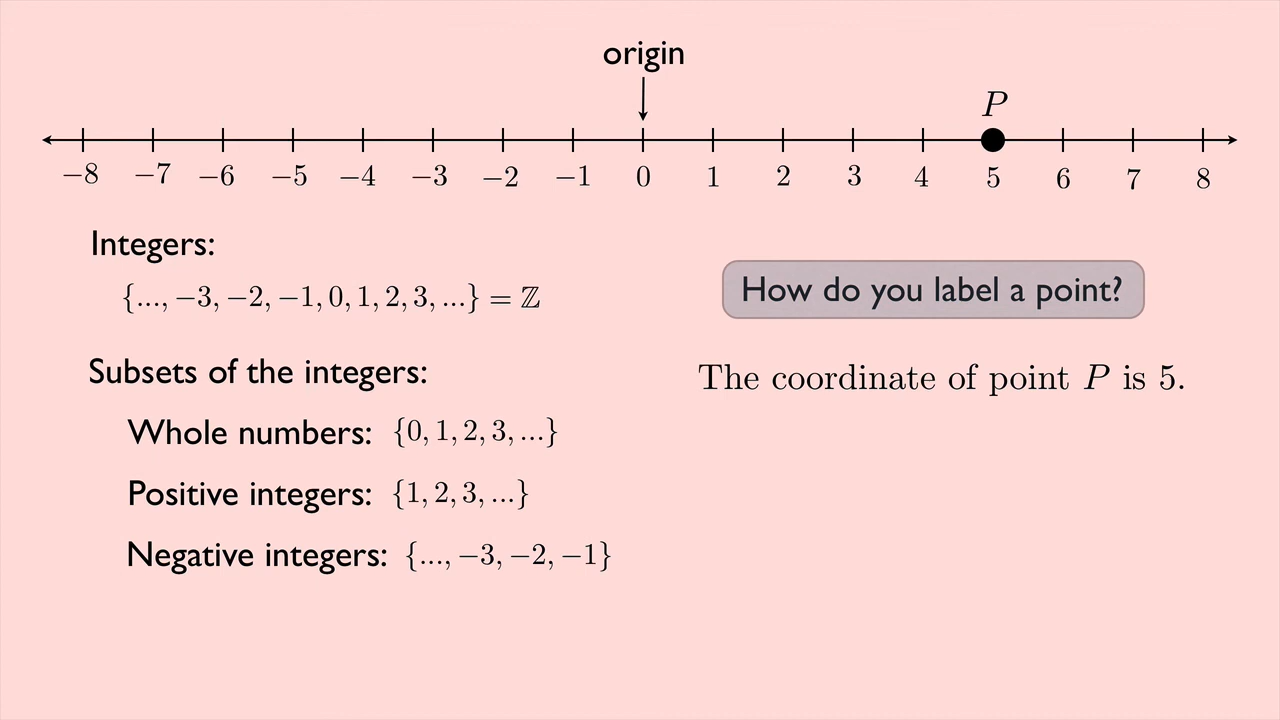 origin
P
−8 −7 −6 −5 −4 −3 −2 −1 0 1 2 3 4 5 6 7 8
Integers:
{..., −3, −2, −1, 0, 1, 2, 3, ...} = ℤ
Subsets of the integers:
Whole numbers: {0, 1, 2, 3, ...}
Positive integers: {1, 2, 3, ...}
Negative integers: {..., −3, −2, −1}
How do you label a point?
The coordinate of point P is 5.